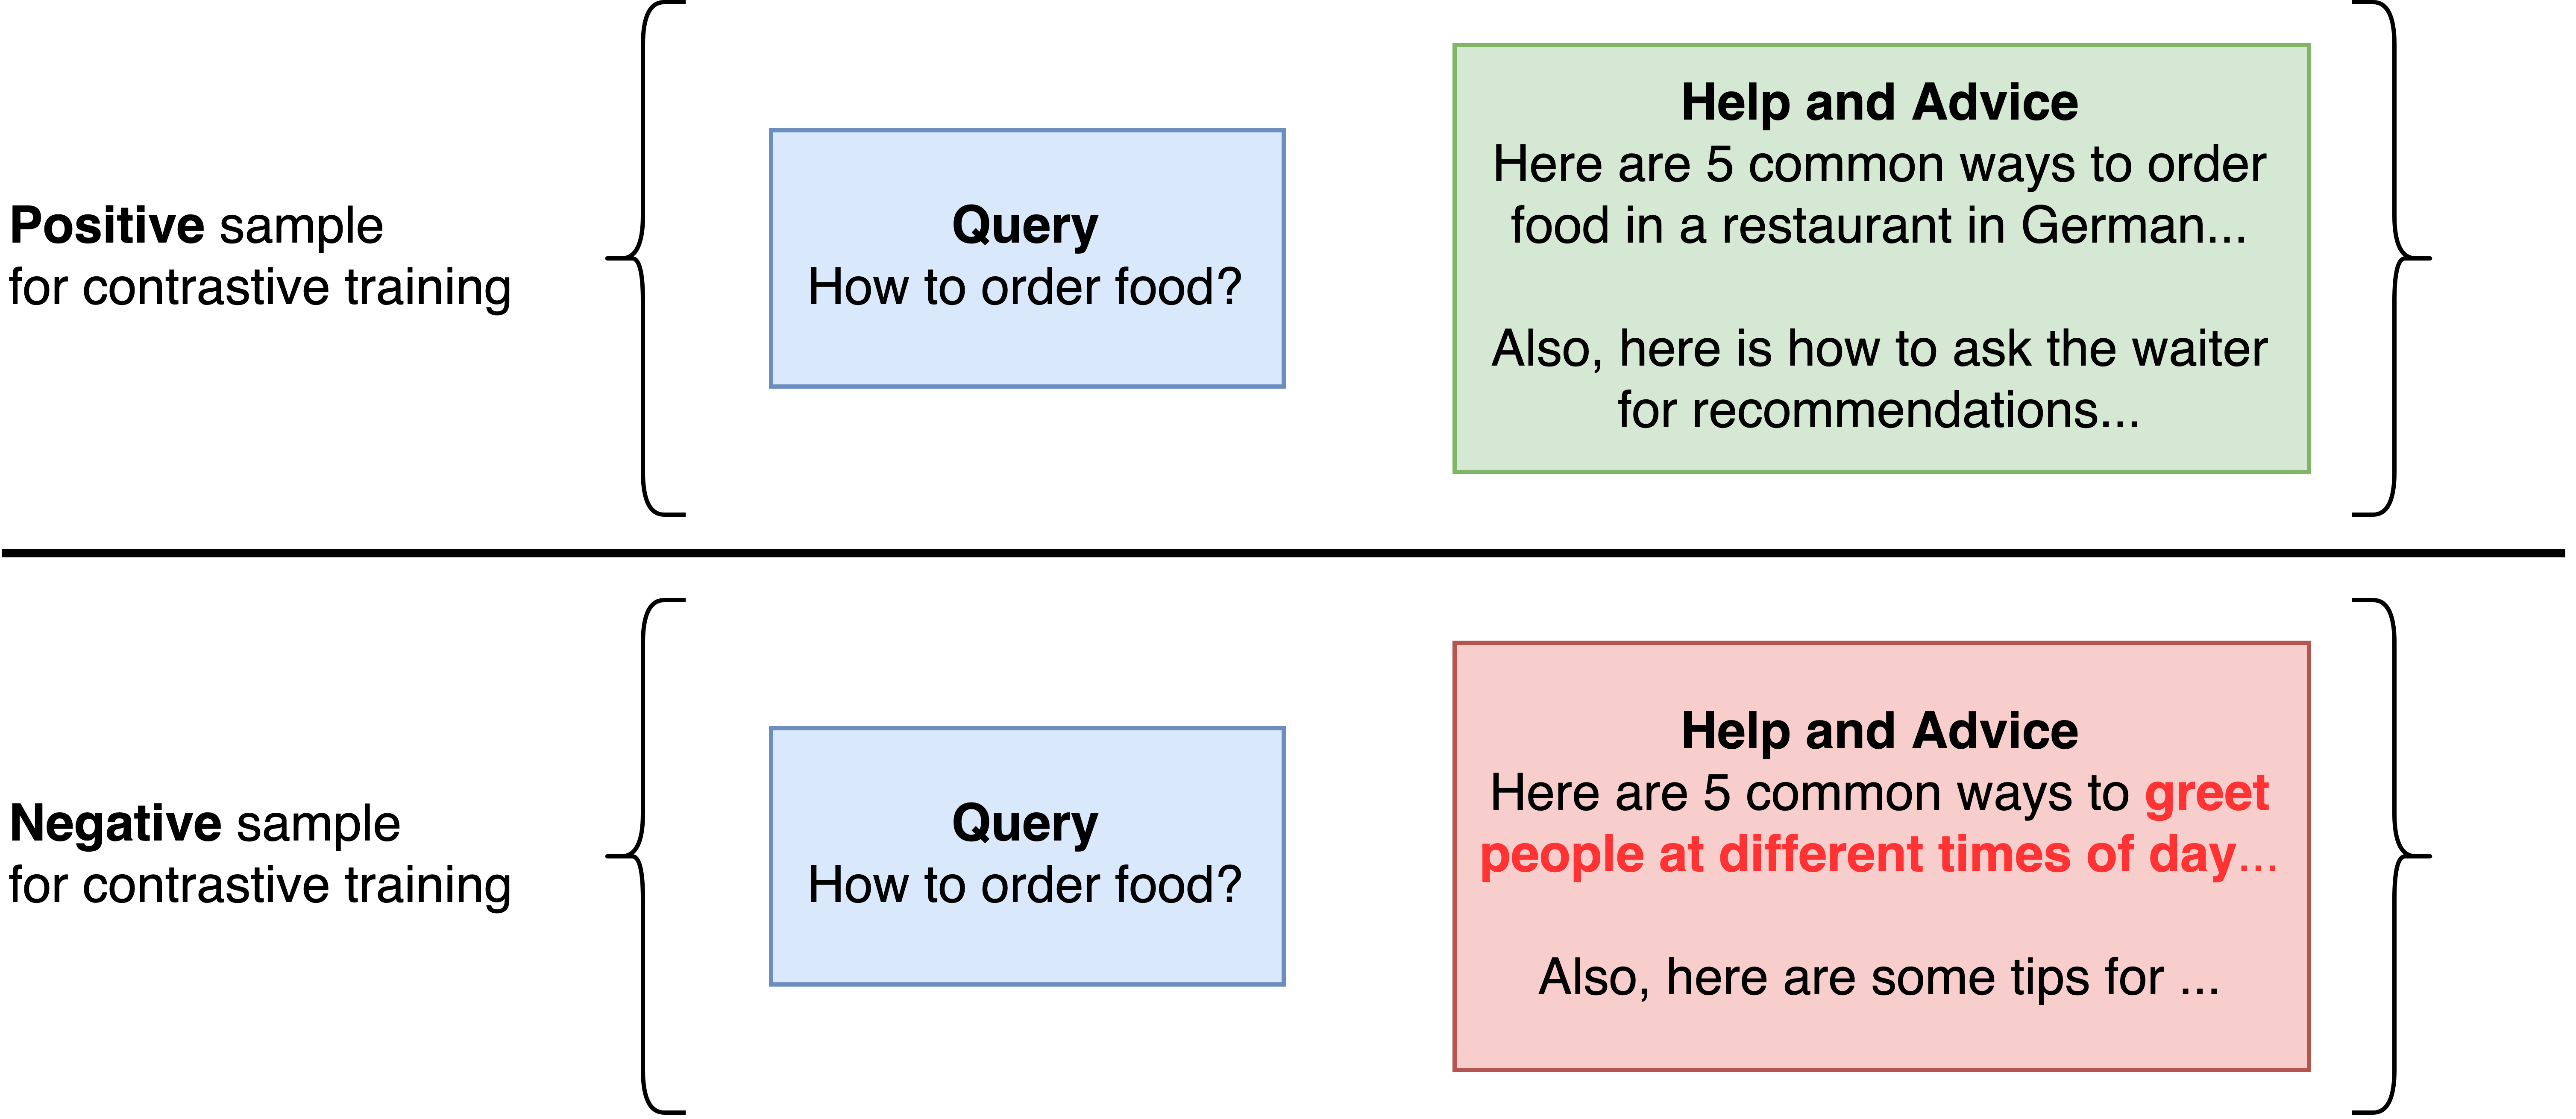 Positive sample
for contrastive training
Query
How to order food?
Help and Advice
Here are 5 common ways to order
food in a restaurant in German...
Also, here is how to ask the waiter
for recommendations...
Negative sample
for contrastive training
Query
How to order food?
Help and Advice
Here are 5 common ways to greet
people at different times of day...
Also, here are some tips for ...